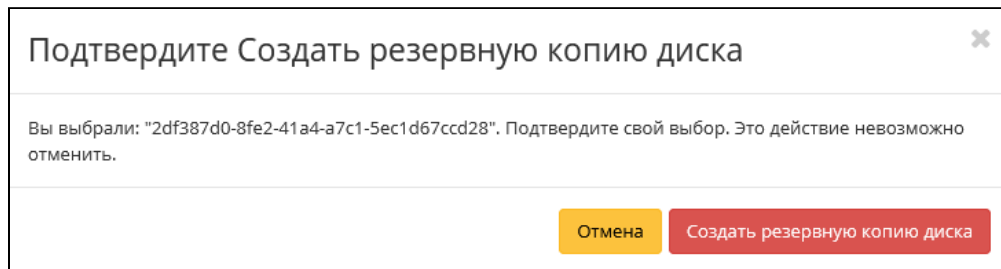 Подтвердите Создать резервную копию диска
Вы выбрали: "2df387d0-8fe2-41a4-a7c1-5ec1d67ccd28". Подтвердите свой выбор. Это действие невозможно
отменить.
Отмена
Создать резервную копию диска